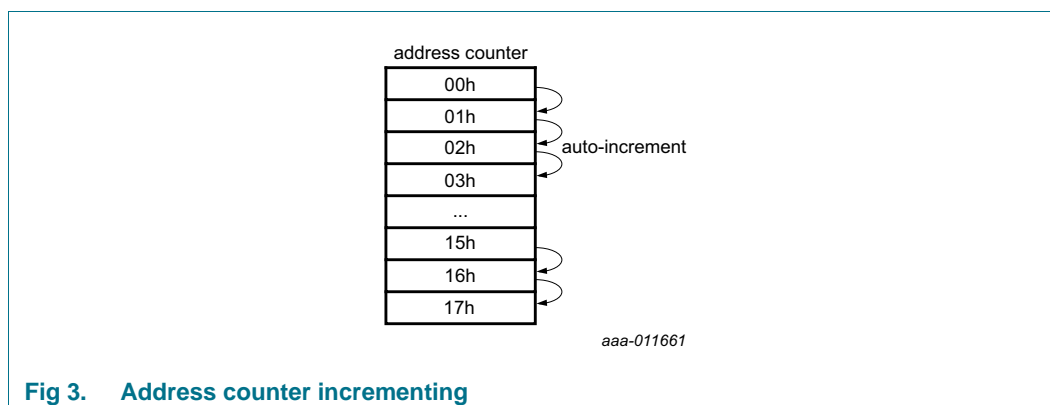 address counter
00h
01h
02h
auto-increment
03h
...
15h
16h
17h
aaa-011661
Fig 3. Address counter incrementing